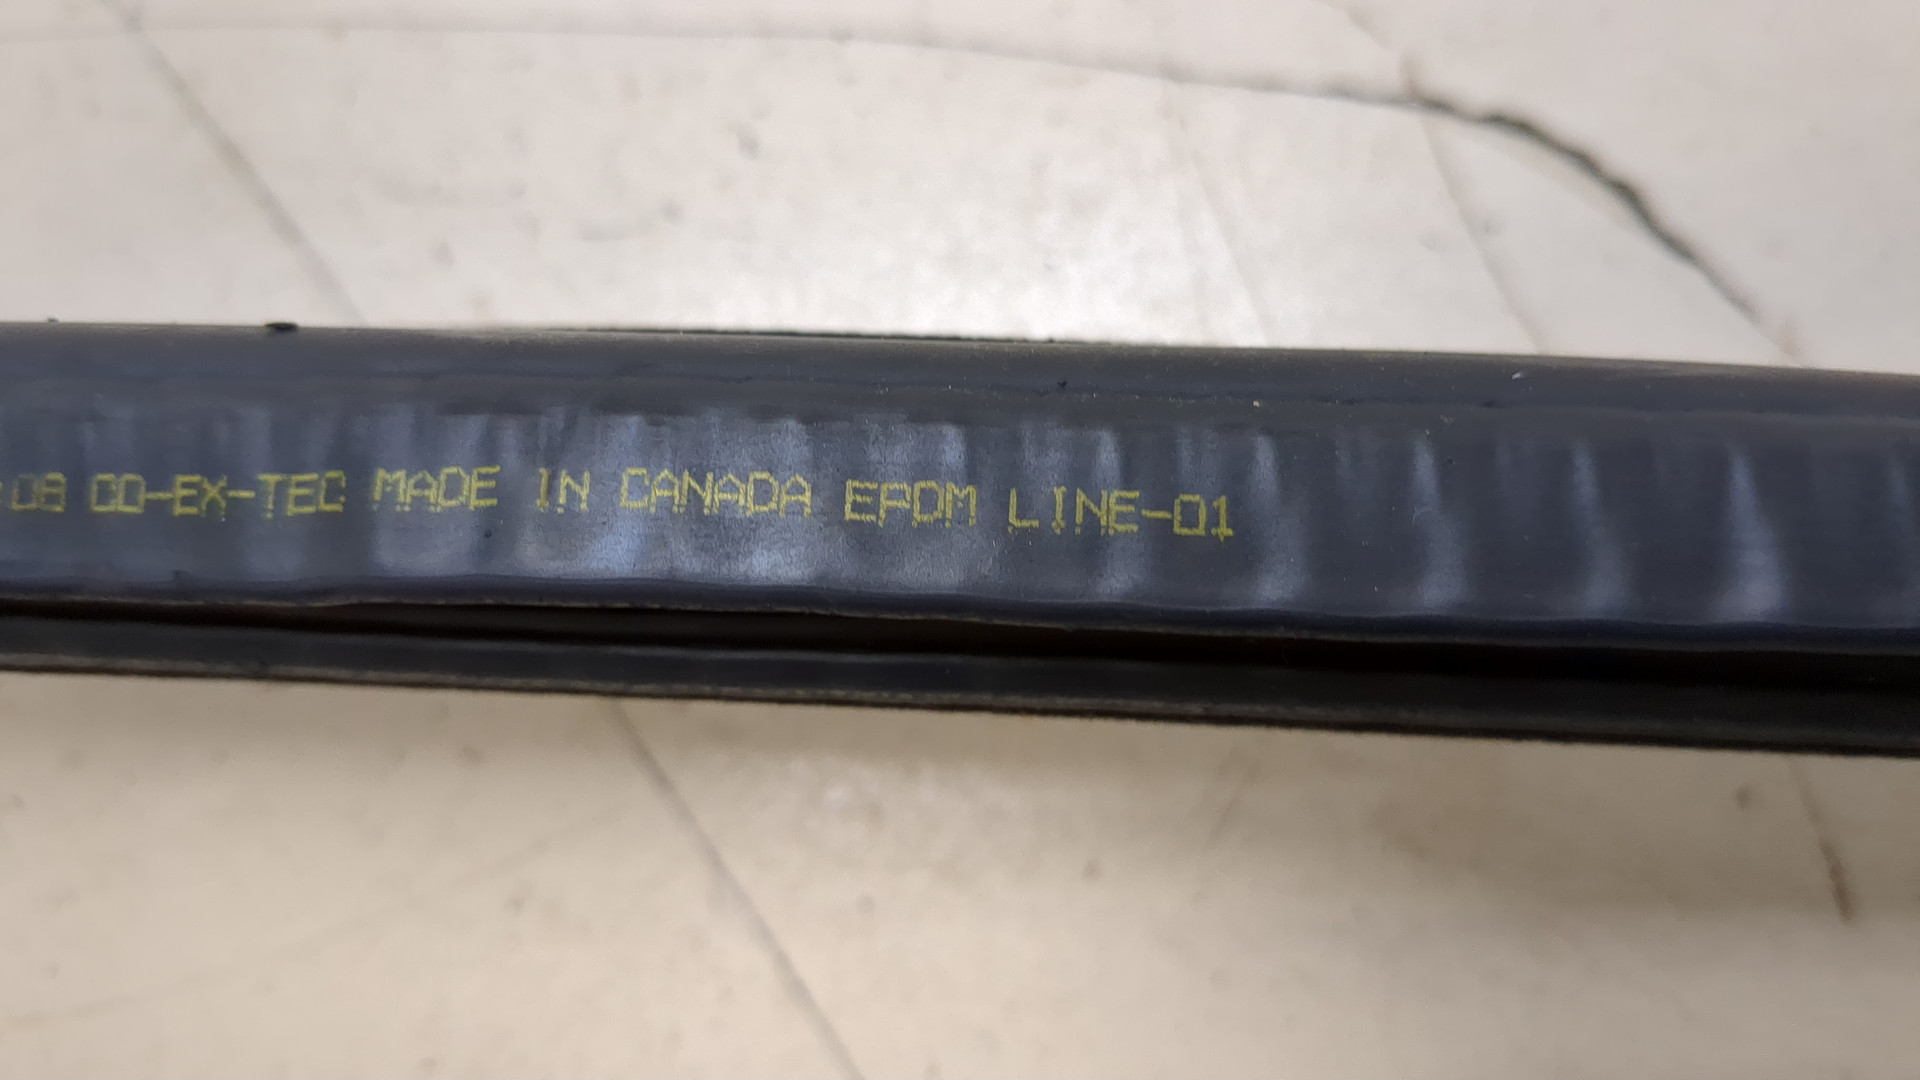 :08 CO-EX-TEC MADE IN CANADA EPDM LINE-01